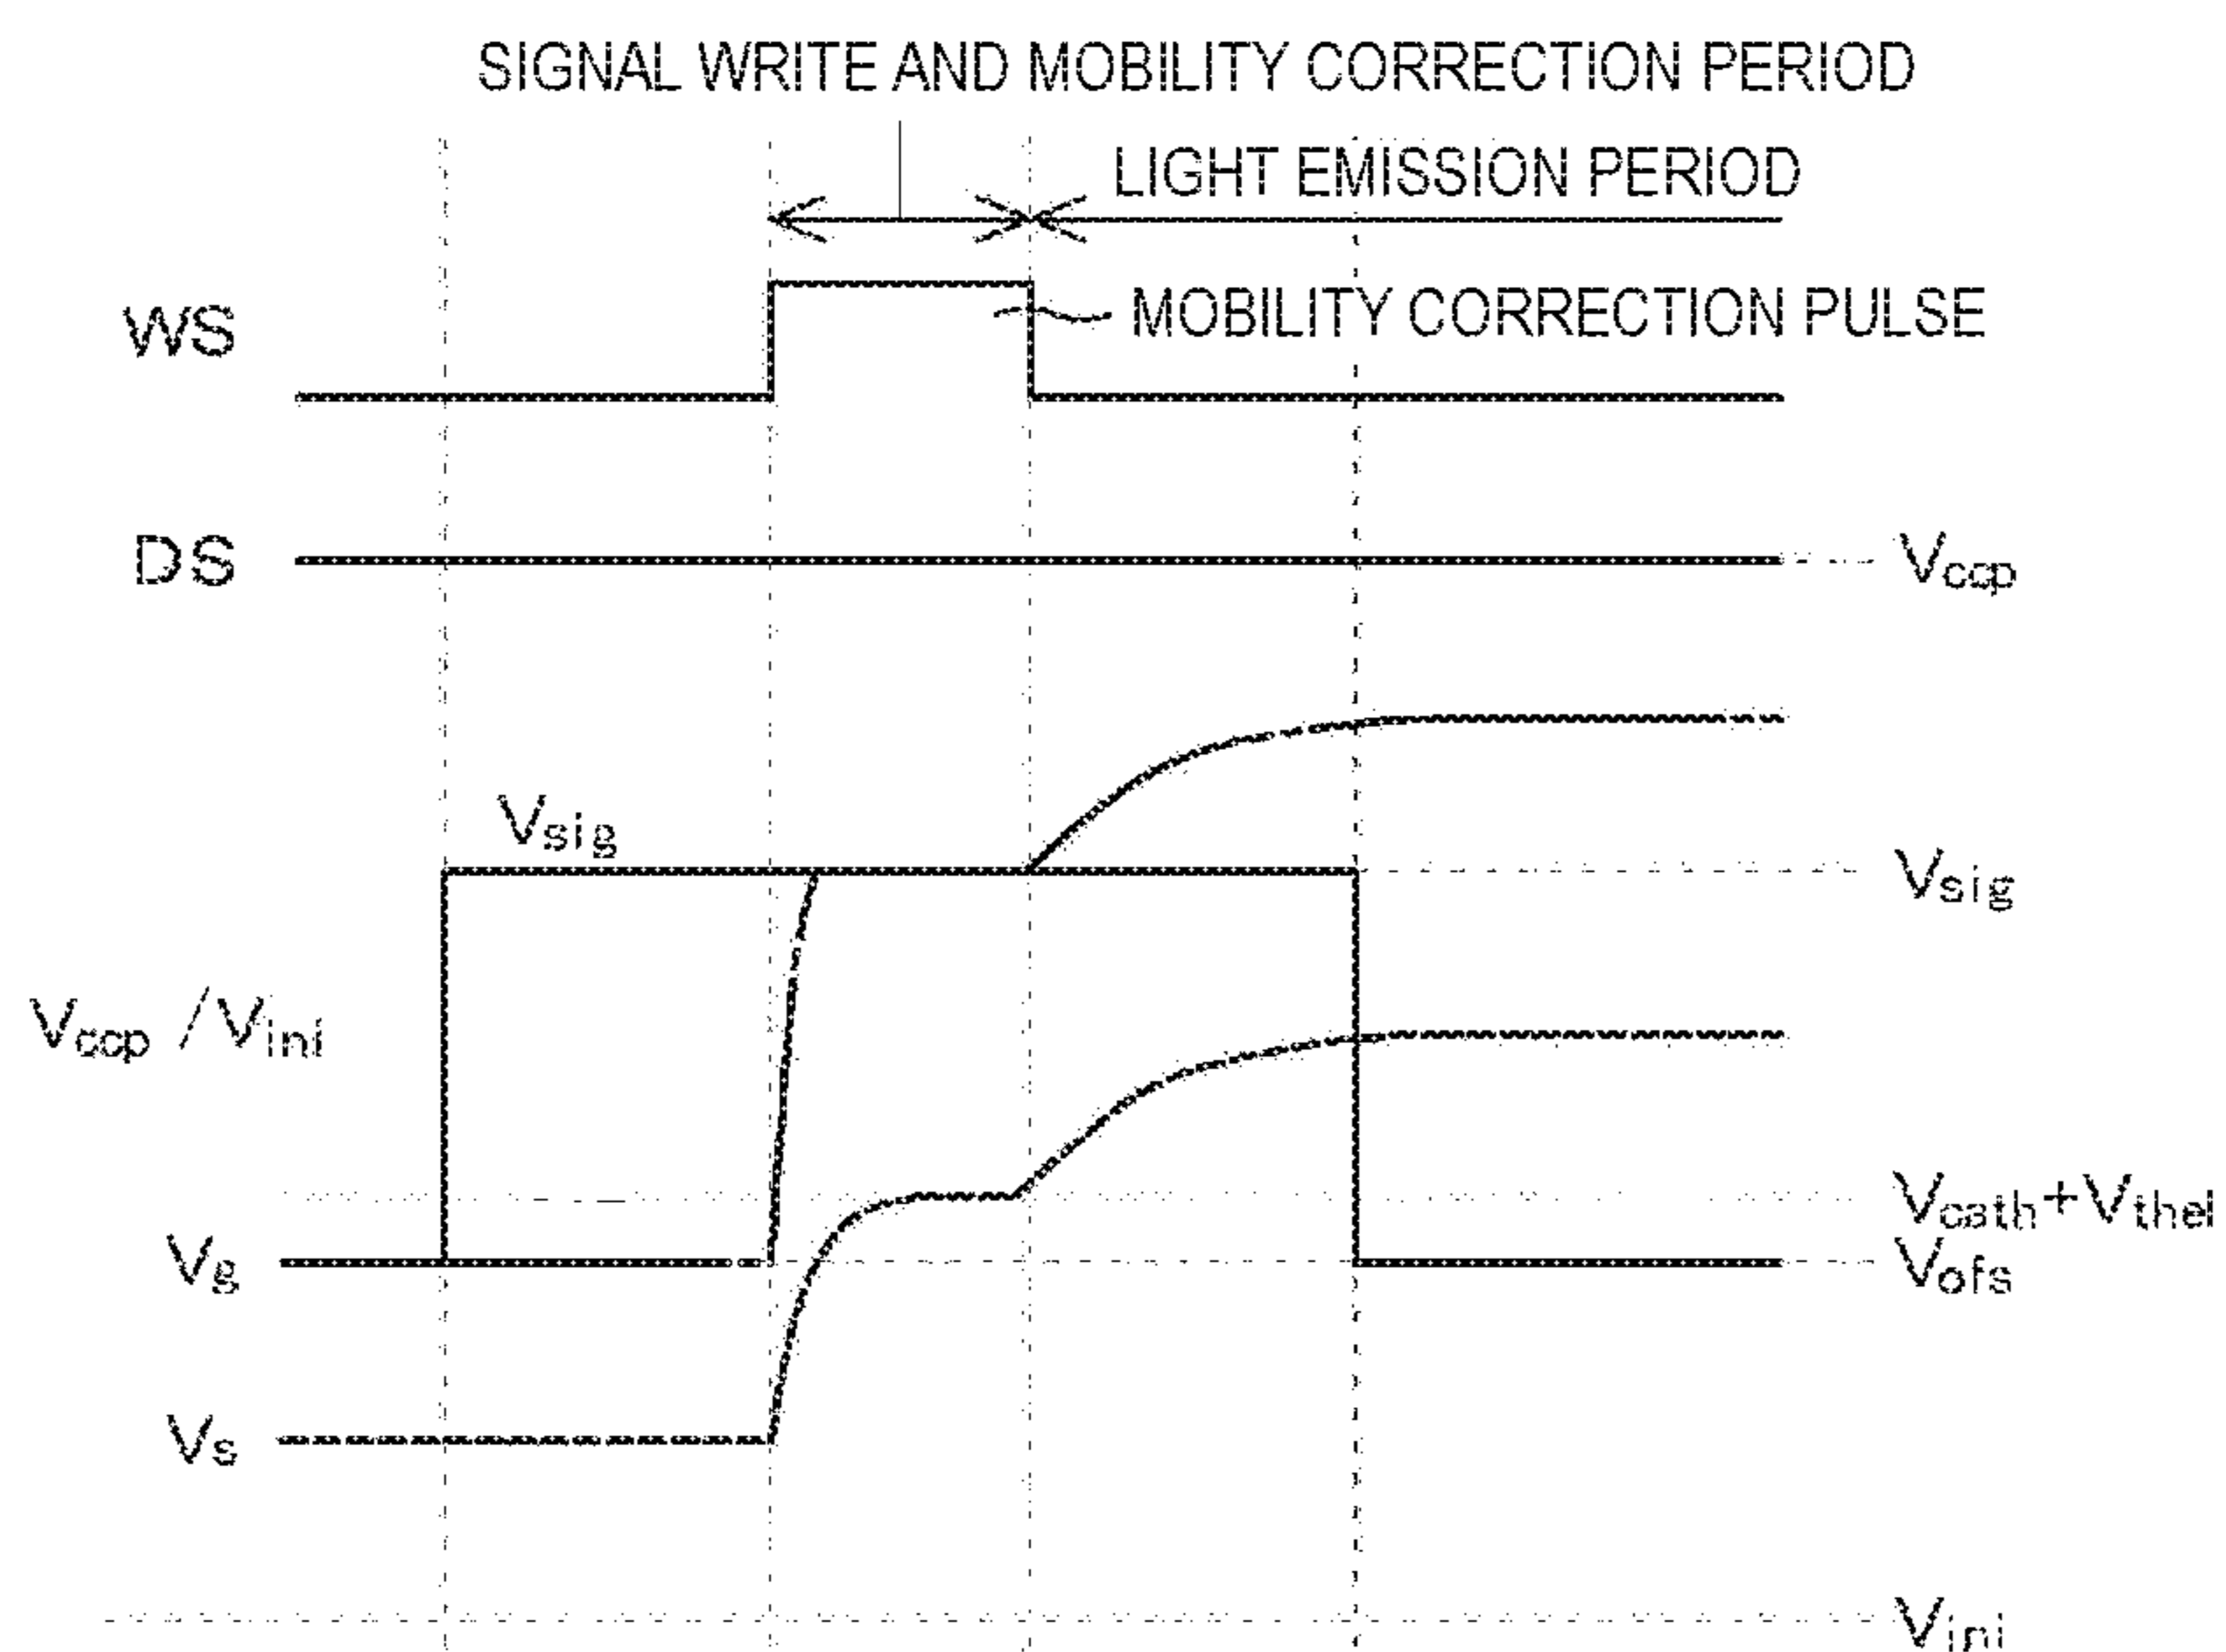 SIGNAL WRITE AND MOBILITY CORRECTION PERIOD
LIGHT EMISSION PERIOD
WS
MOBILITY CORRECTION PULSE
DS
Vccp
Vsig
Vsig
Vccp / Vini
Vcath+Vthel
Vg
Vofs
Vs
Vini